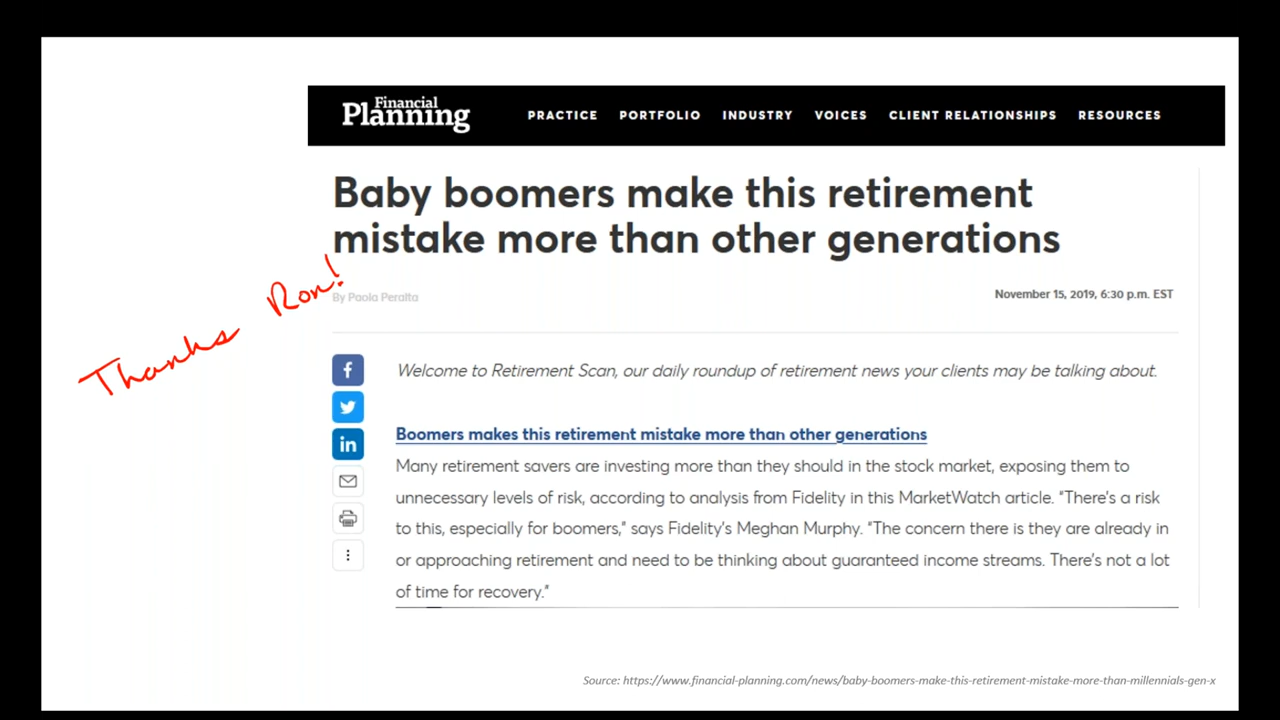 Financial
Planning
PRACTICE PORTFOLIO INDUSTRY VOICES CLIENT RELATIONSHIPS RESOURCES
Baby boomers make this retirement
mistake more than other generations
Thanks Ron!
By Paola Peralta
November 15, 2019, 6:30 p.m. EST
Welcome to Retirement Scan, our daily roundup of retirement news your clients may be talking about.
Boomers makes this retirement mistake more than other generations
Many retirement savers are investing more than they should in the stock market, exposing them to
unnecessary levels of risk, according to analysis from Fidelity in this MarketWatch article. “There's a risk
to this, especially for boomers,” says Fidelity's Meghan Murphy. “The concern there is they are already in
or approaching retirement and need to be thinking about guaranteed income streams. There's not a lot
of time for recovery.”
Source: https://www.financial-planning.com/news/baby-boomers-make-this-retirement-mistake-more-than-millennials-gen-x